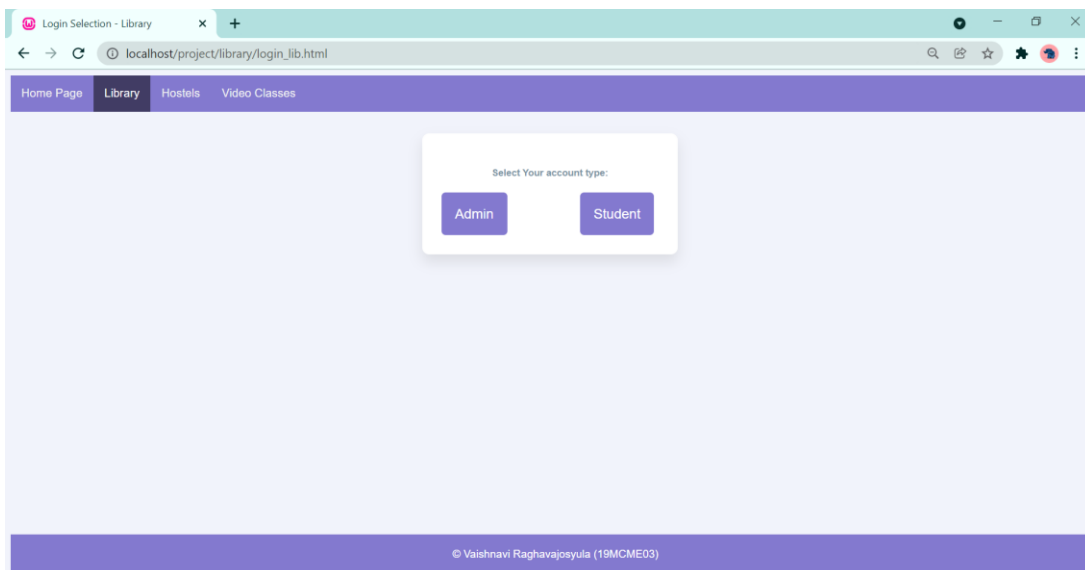 Login Selection - Library
localhost/project/library/login_lib.html
Home Page Library Hostels Video Classes
Select Your account type:
Admin Student
© Vaishnavi Raghavajosyula (19MCME03)